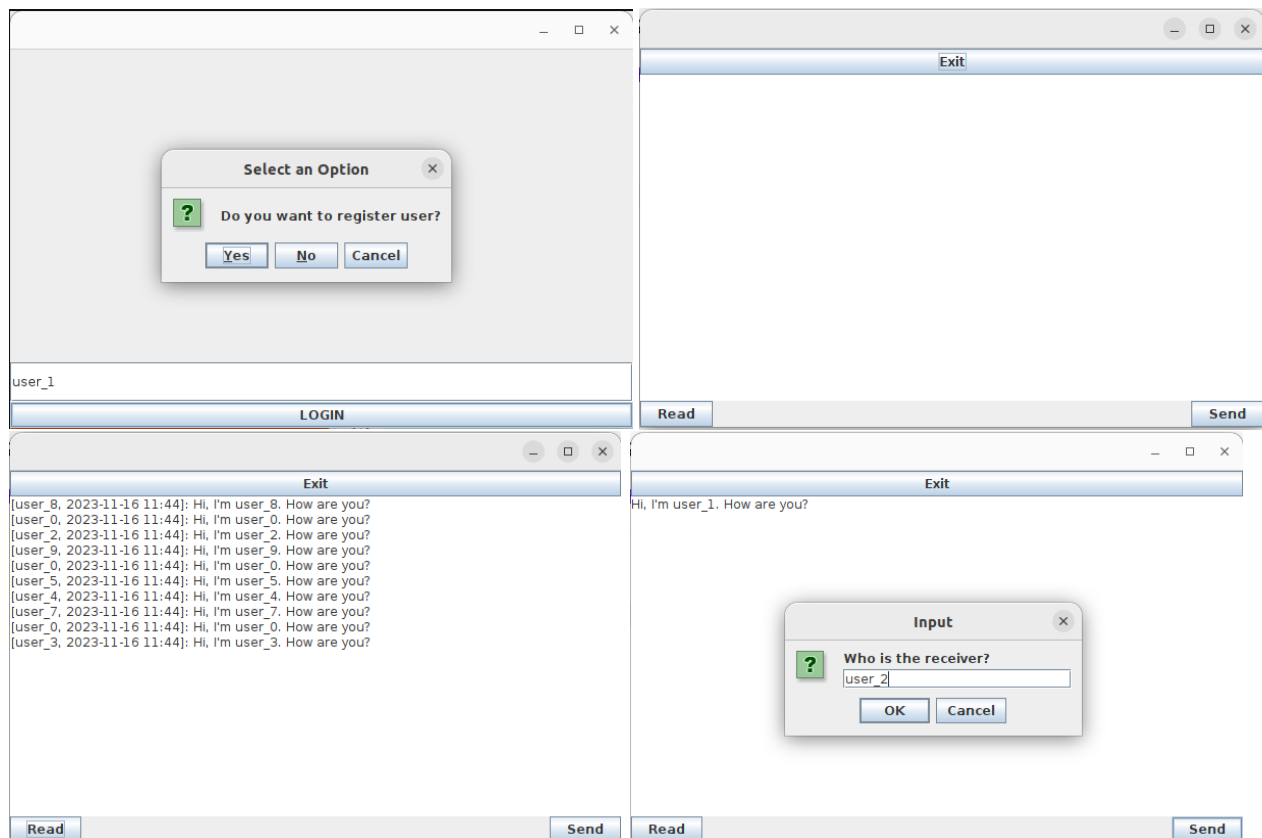 Select an Option
?
Do you want to register user?
Yes No Cancel
user_1
LOGIN
Exit
Read Send
Exit
[user_8, 2023-11-16 11:44]: Hi, I'm user_8. How are you?
[user_0, 2023-11-16 11:44]: Hi, I'm user_0. How are you?
[user_2, 2023-11-16 11:44]: Hi, I'm user_2. How are you?
[user_9, 2023-11-16 11:44]: Hi, I'm user_9. How are you?
[user_0, 2023-11-16 11:44]: Hi, I'm user_0. How are you?
[user_5, 2023-11-16 11:44]: Hi, I'm user_5. How are you?
[user_4, 2023-11-16 11:44]: Hi, I'm user_4. How are you?
[user_7, 2023-11-16 11:44]: Hi, I'm user_7. How are you?
[user_0, 2023-11-16 11:44]: Hi, I'm user_0. How are you?
[user_3, 2023-11-16 11:44]: Hi, I'm user_3. How are you?
Read Send
Exit
Hi, I'm user_1. How are you?
Input
?
Who is the receiver?
user_2
OK Cancel
Read Send